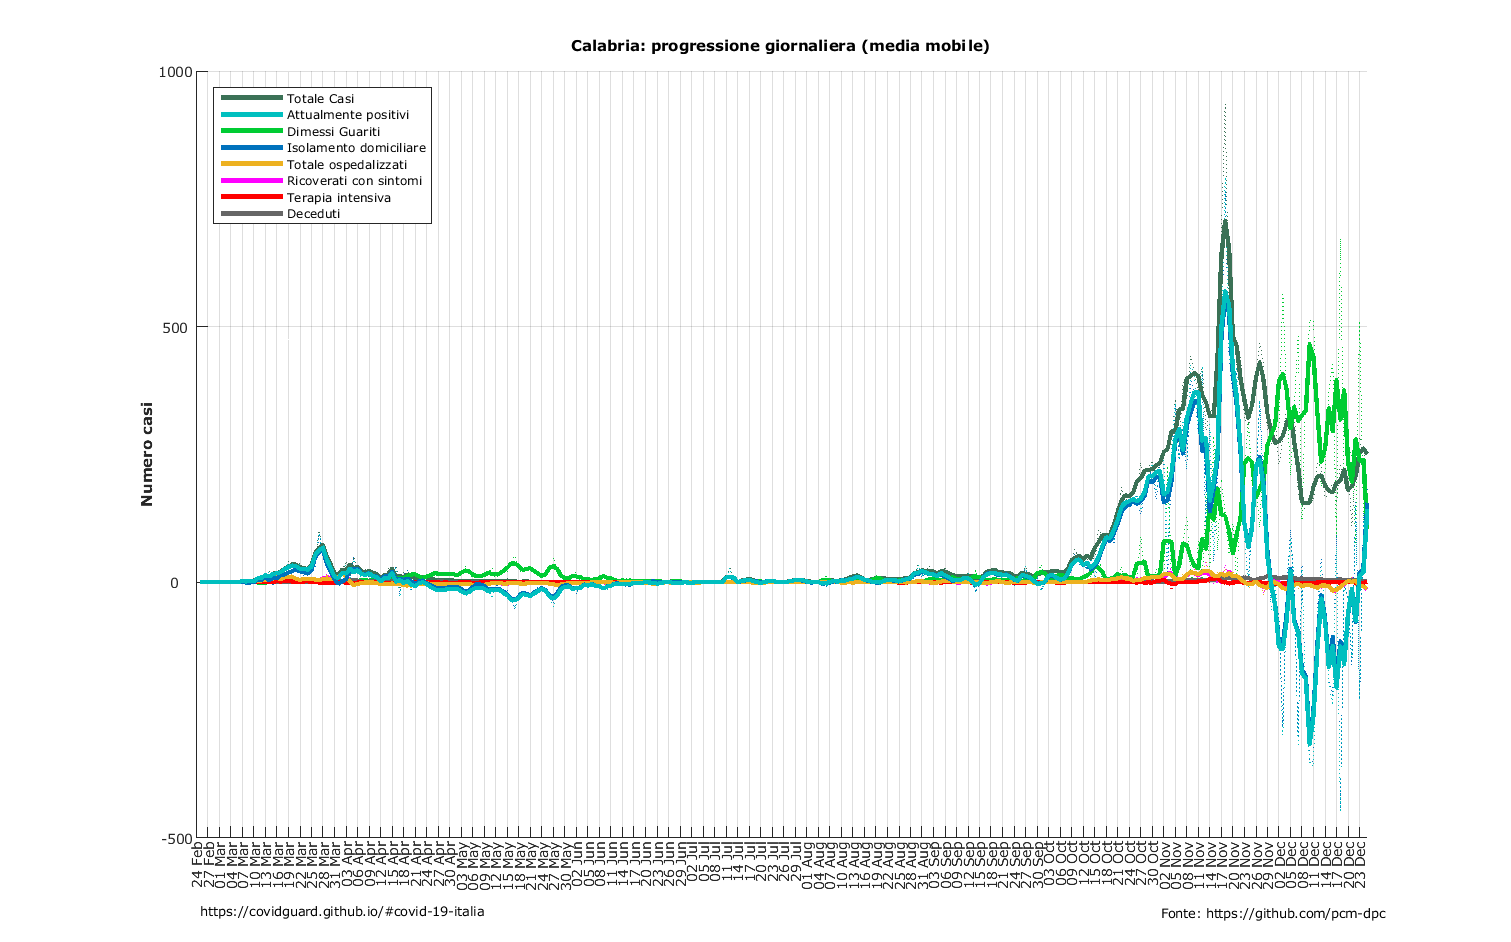 Calabria: progressione giornaliera (media mobile)
1000
Totale Casi
Attualmente positivi
Dimessi Guariti
Isolamento domiciliare
Totale ospedalizzati
Ricoverati con sintomi
Terapia intensiva
Deceduti
500
Numero casi
0
-500
24 Feb
27 Feb
01 Mar
04 Mar
07 Mar
10 Mar
13 Mar
16 Mar
19 Mar
22 Mar
25 Mar
28 Mar
31 Mar
03 Apr
06 Apr
09 Apr
12 Apr
15 Apr
18 Apr
21 Apr
24 Apr
27 Apr
30 Apr
03 May
06 May
09 May
12 May
15 May
18 May
21 May
24 May
27 May
30 May
02 Jun
05 Jun
08 Jun
11 Jun
14 Jun
17 Jun
20 Jun
23 Jun
26 Jun
29 Jun
02 Jul
05 Jul
08 Jul
11 Jul
14 Jul
17 Jul
20 Jul
23 Jul
26 Jul
29 Jul
01 Aug
04 Aug
07 Aug
10 Aug
13 Aug
16 Aug
19 Aug
22 Aug
25 Aug
28 Aug
31 Aug
03 Sep
06 Sep
09 Sep
12 Sep
15 Sep
18 Sep
21 Sep
24 Sep
27 Sep
30 Sep
03 Oct
06 Oct
09 Oct
12 Oct
15 Oct
18 Oct
21 Oct
24 Oct
27 Oct
30 Oct
02 Nov
05 Nov
08 Nov
11 Nov
14 Nov
17 Nov
20 Nov
23 Nov
26 Nov
29 Nov
02 Dec
05 Dec
08 Dec
11 Dec
14 Dec
17 Dec
20 Dec
23 Dec
https://covidguard.github.io/#covid-19-italia
Fonte: https://github.com/pcm-dpc